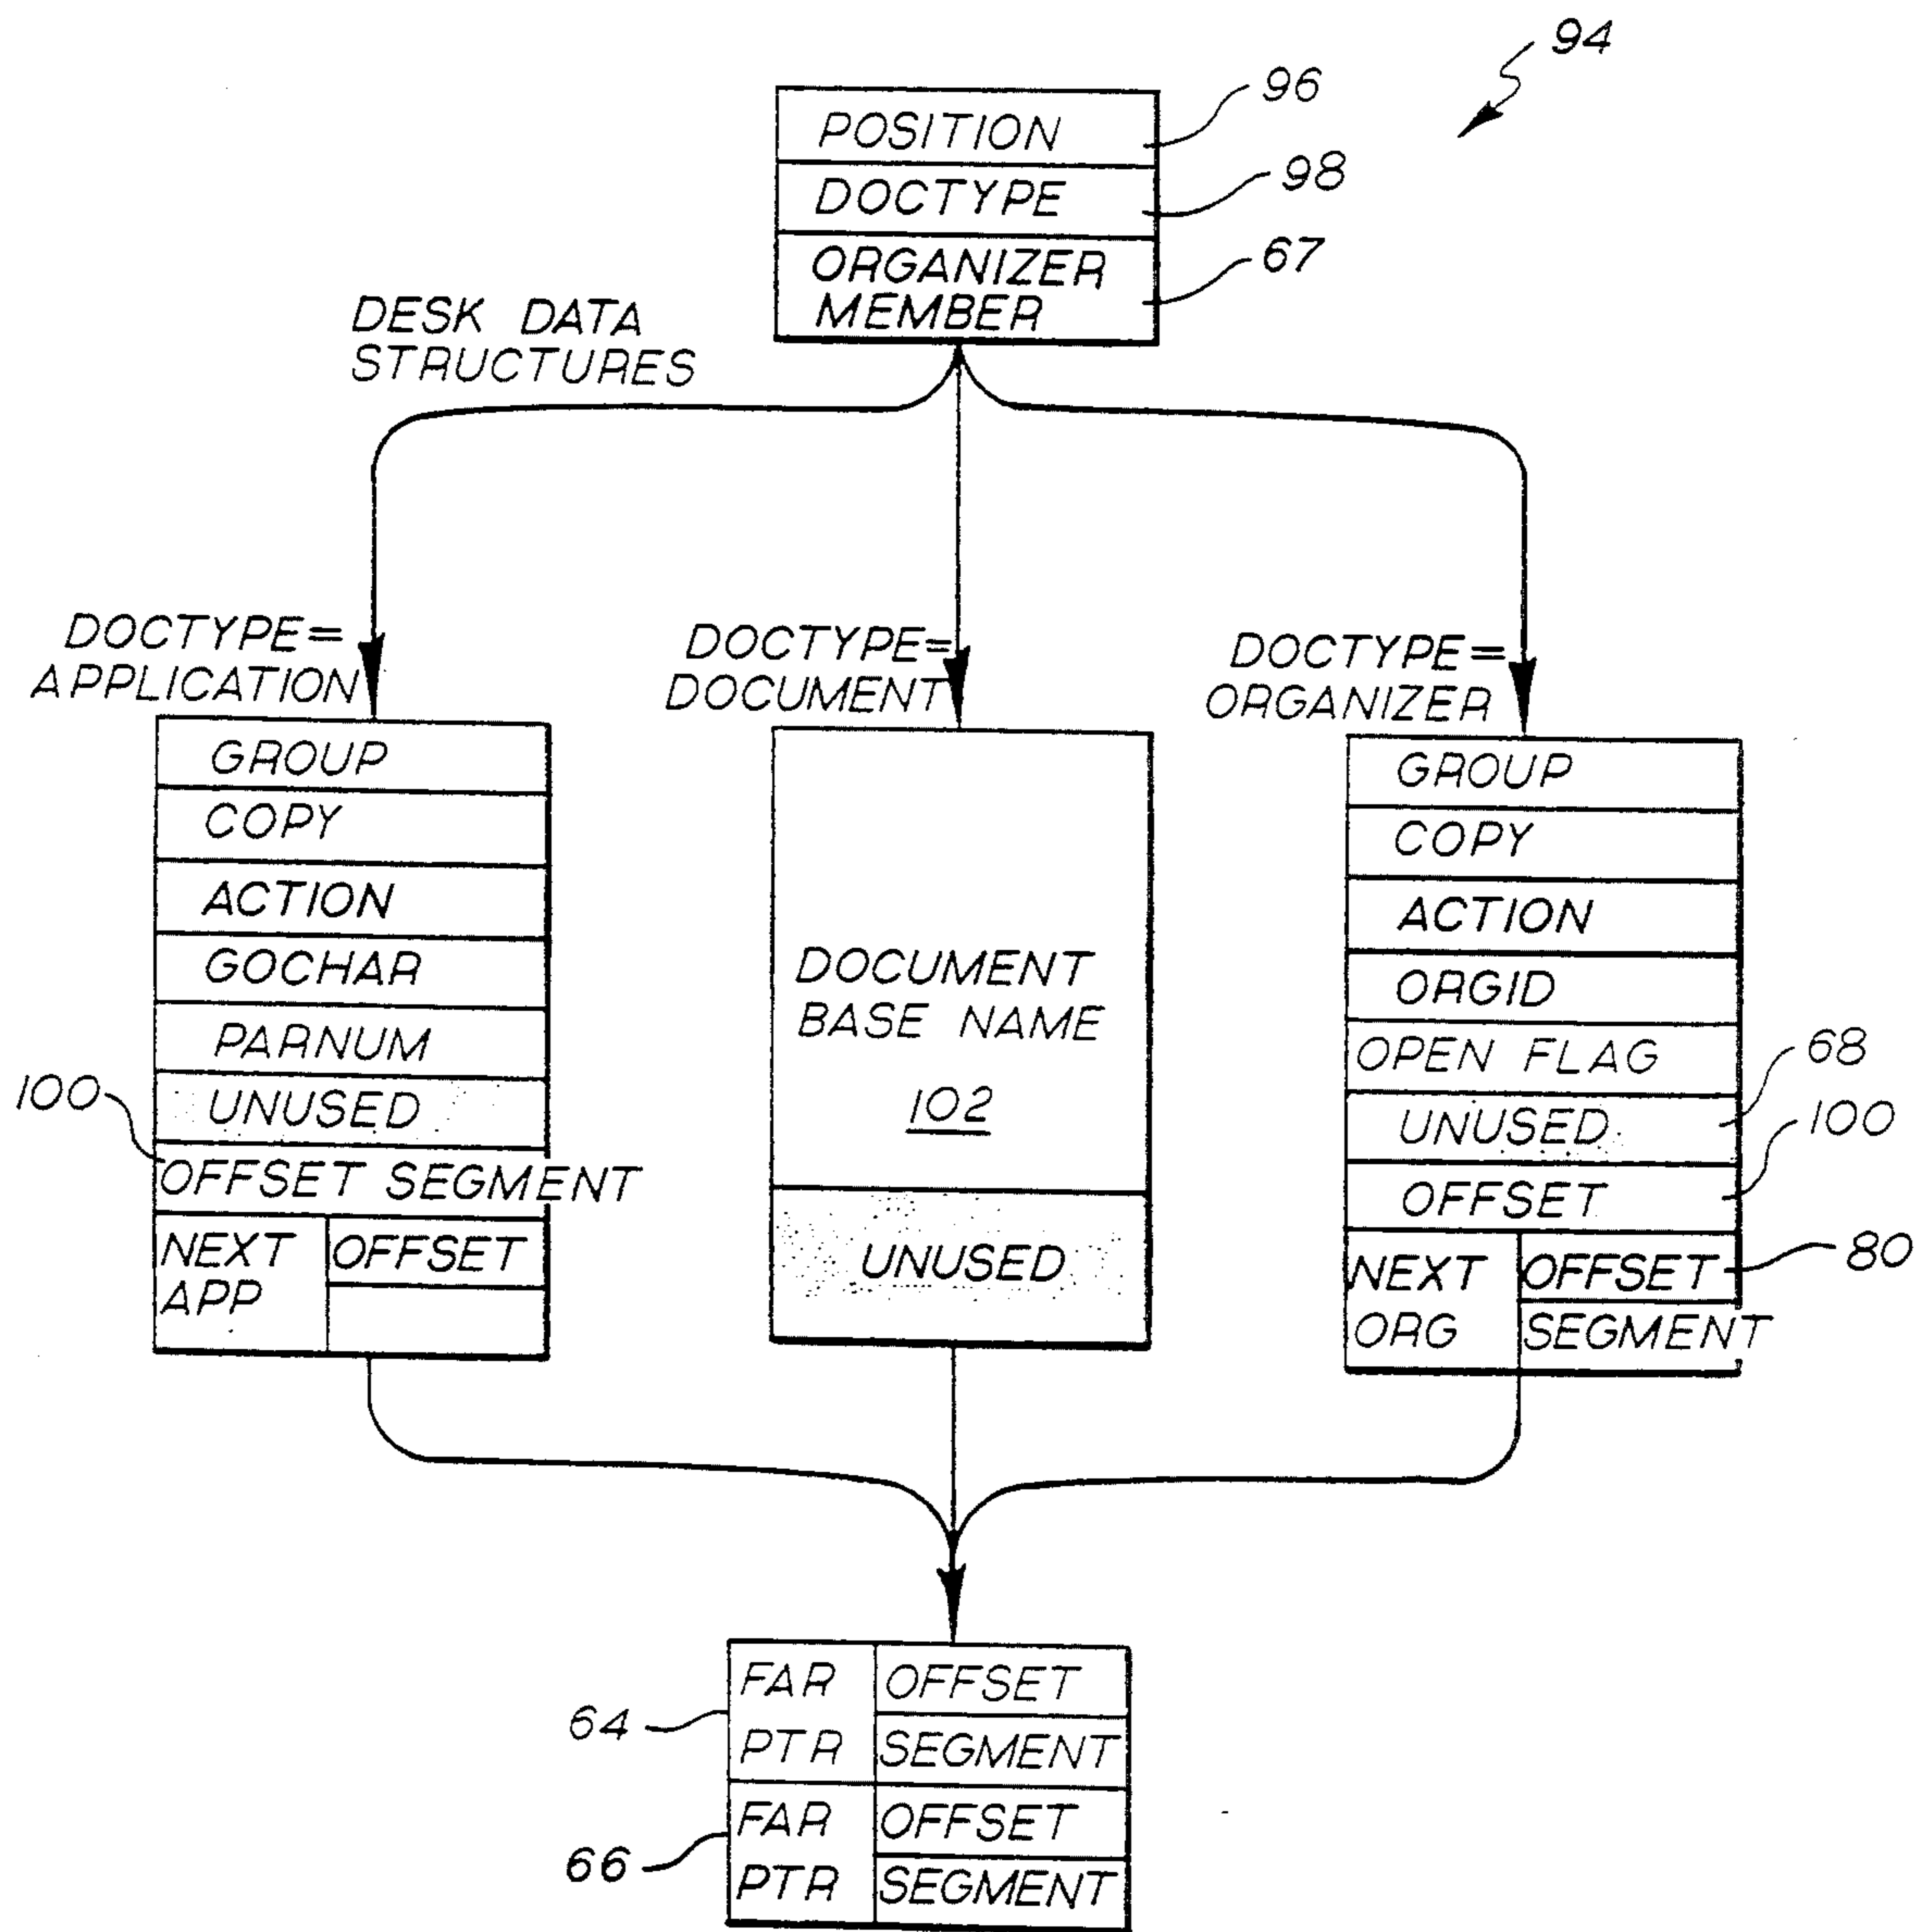 94
POSITION
96
DOCTYPE
98
ORGANIZER
MEMBER
67
DESK DATA
STRUCTURES
DOCTYPE=
APPLICATION
GROUP
COPY
ACTION
GOCHAR
PARNUM
UNUSED
100
OFFSET SEGMENT
NEXT
APP
OFFSET
DOCTYPE=
DOCUMENT
DOCUMENT
BASE NAME
102
UNUSED
DOCTYPE=
ORGANIZER
GROUP
COPY
ACTION
ORGID
OPEN FLAG
68
UNUSED
100
OFFSET
NEXT
ORG
OFFSET
80
SEGMENT
64
FAR
PTR
OFFSET
SEGMENT
66
FAR
PTR
OFFSET
SEGMENT